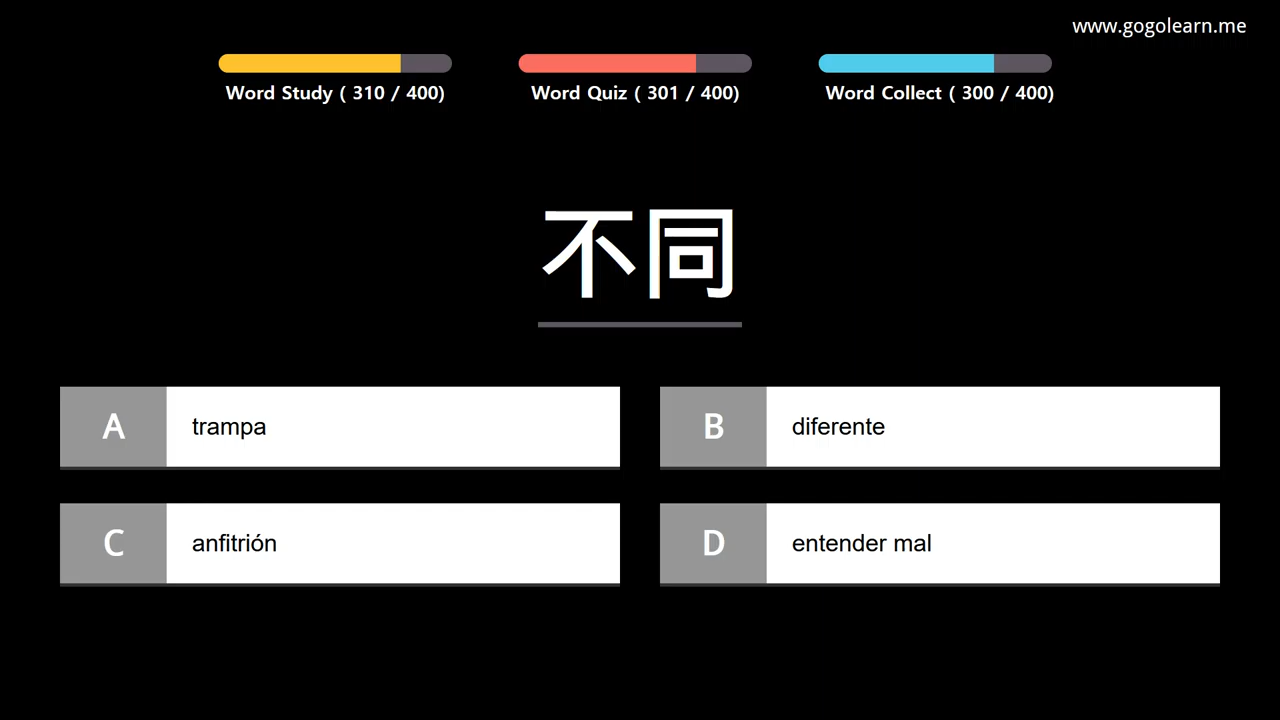 www.gogolearn.me
Word Study ( 310 / 400)
Word Quiz ( 301 / 400)
Word Collect ( 300 / 400)
不同
A trampa
B diferente
C anfitrión
D entender mal